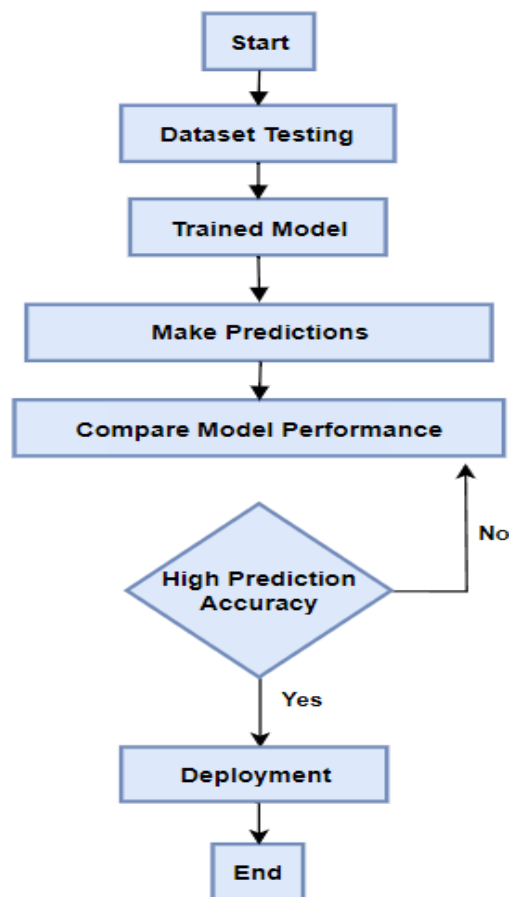 Start
Dataset Testing
Trained Model
Make Predictions
Compare Model Performance
No
High Prediction
Accuracy
Yes
Deployment
End